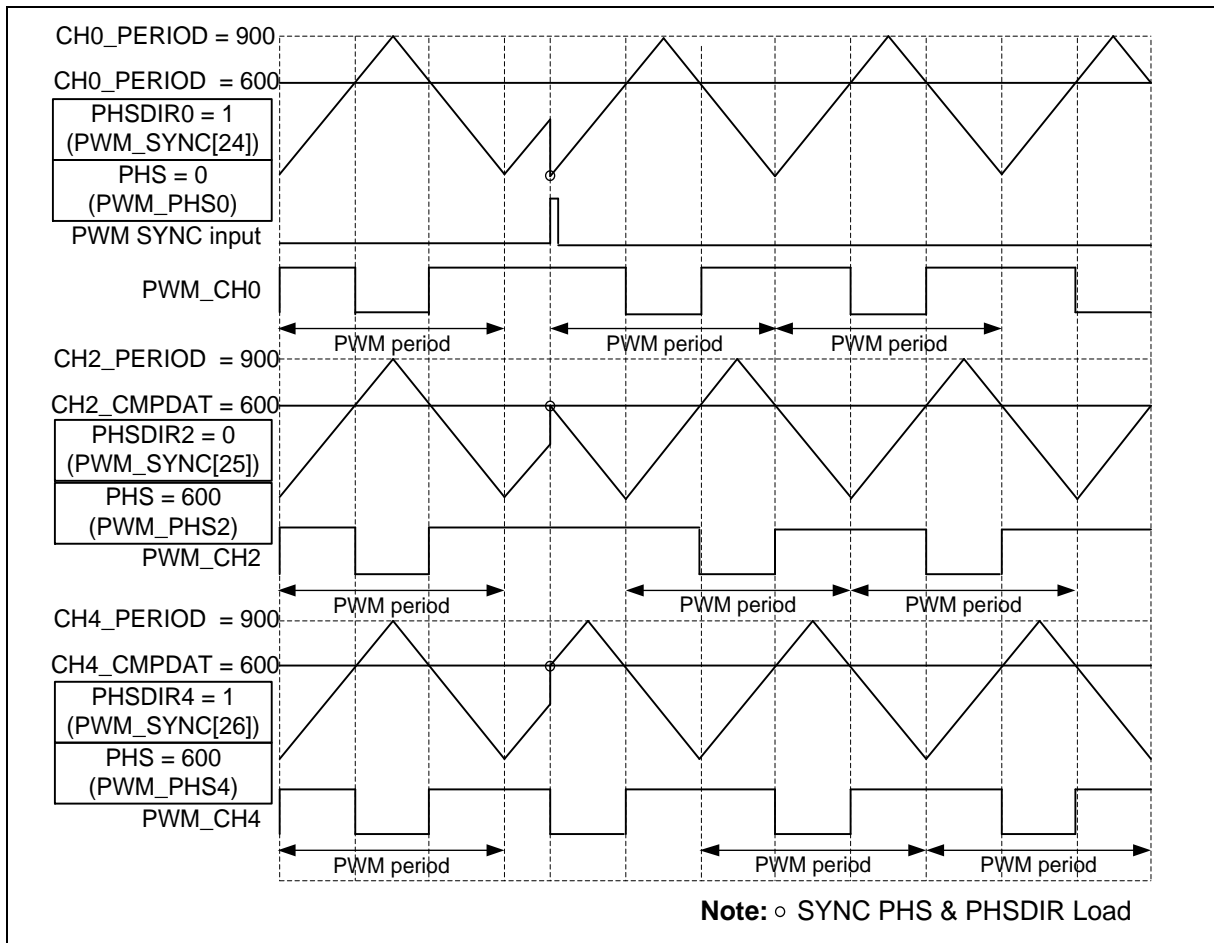 CH0_PERIOD = 900
CH0_PERIOD = 600
PHSDIR0 = 1
(PWM_SYNC[24])
PHS = 0
(PWM_PHS0)
PWM SYNC input
PWM_CH0
PWM period
PWM period
PWM period
CH2_PERIOD = 900
CH2_CMPDAT = 600
PHSDIR2 = 0
(PWM_SYNC[25])
PHS = 600
(PWM_PHS2)
PWM_CH2
PWM period
PWM period
PWM period
CH4_PERIOD = 900
CH4_CMPDAT = 600
PHSDIR4 = 1
(PWM_SYNC[26])
PHS = 600
(PWM_PHS4)
PWM_CH4
PWM period
PWM period
PWM period
Note: ○ SYNC PHS & PHSDIR Load